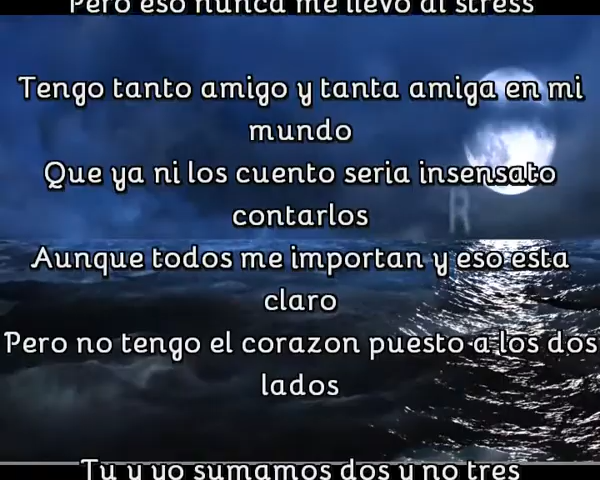 Pero eso nunca me llevo al stress
Tengo tanto amigo y tanta amiga en mi
mundo
Que ya ni los cuento seria insensato
contarlos
Aunque todos me importan y eso esta
claro
Pero no tengo el corazon puesto a los dos
lados
Tu y yo sumamos dos y no tres